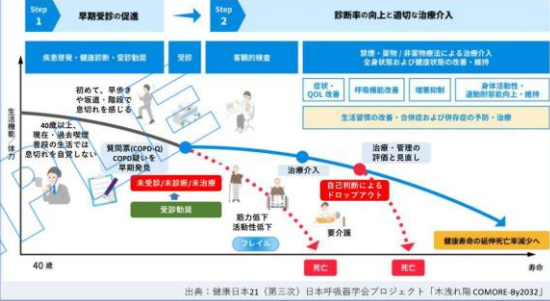 Step
1
早期受診の促進
Step
2
診断率の向上と適切な治療介入
疾患啓発・健康診断・受診勧奨
受診
客観的検査
禁煙・薬物/非薬物療法による治療介入
全身状態および健康状態の改善・維持
症状・
QOL 改善
呼吸機能改善
増悪抑制
身体活動性・
運動耐容能向上・維持
生活習慣の改善・合併症および併存症の予防・治療
生活機能/体力
初めて、早歩き
や坂道・階段で
息切れを感じる
40歳以上、
現在・過去喫煙
普段の生活では
息切れを自覚しない
質問票(COPD-Q)
COPD疑いを
早期発見
未受診/未診断/未治療
受診勧奨
治療介入
治療・管理の
評価と見直し
自己判断による
ドロップアウト
筋力低下
活動性低下
フレイル
要介護
死亡
死亡
健康寿命の延伸死亡率減少へ
40 歳
寿命
出典:健康日本21(第三次)日本呼吸器学会プロジェクト「木洩れ陽 COMORE-By2032」